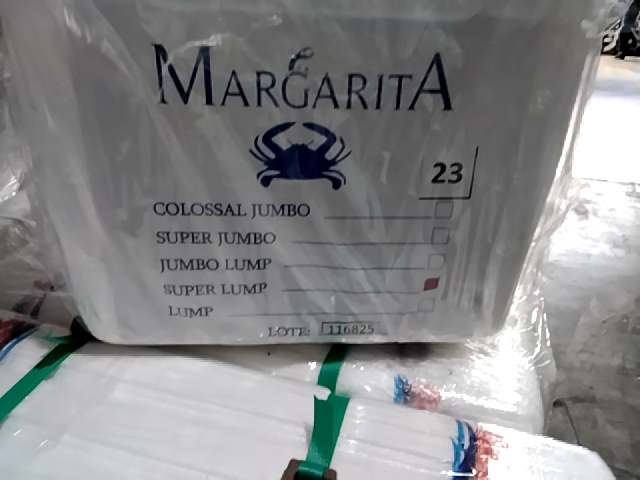 MARGARITA
23
COLOSSAL JUMBO
SUPER JUMBO
JUMBO LUMP
SUPER LUMP
LUMP
LOTE: 116825